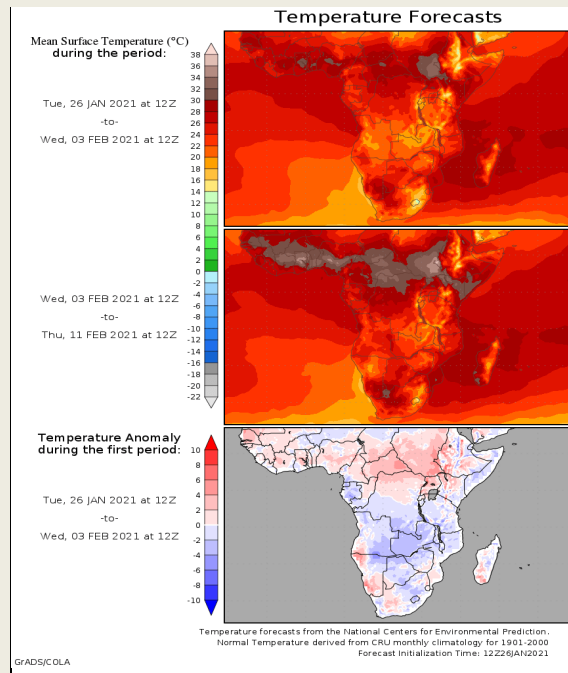 Temperature Forecasts
Mean Surface Temperature (°C)
during the period:
Tue, 26 JAN 2021 at 12Z
-to-
Wed, 03 FEB 2021 at 12Z
38
36
34
32
30
28
26
24
22
20
18
16
14
12
10
8
6
4
2
0
-2
-4
-6
-8
-10
-12
-14
-16
-18
-20
-22
Wed, 03 FEB 2021 at 12Z
-to-
Thu, 11 FEB 2021 at 12Z
Temperature Anomaly
during the first period:
Tue, 26 JAN 2021 at 12Z
-to-
Wed, 03 FEB 2021 at 12Z
10
8
6
4
2
0
-2
-4
-6
-8
-10
Temperature forecasts from the National Centers for Environmental Prediction.
Normal Temperature derived from CRU monthly climatology for 1901-2000
Forecast Initialization Time: 12Z26JAN2021
GrADS/COLA